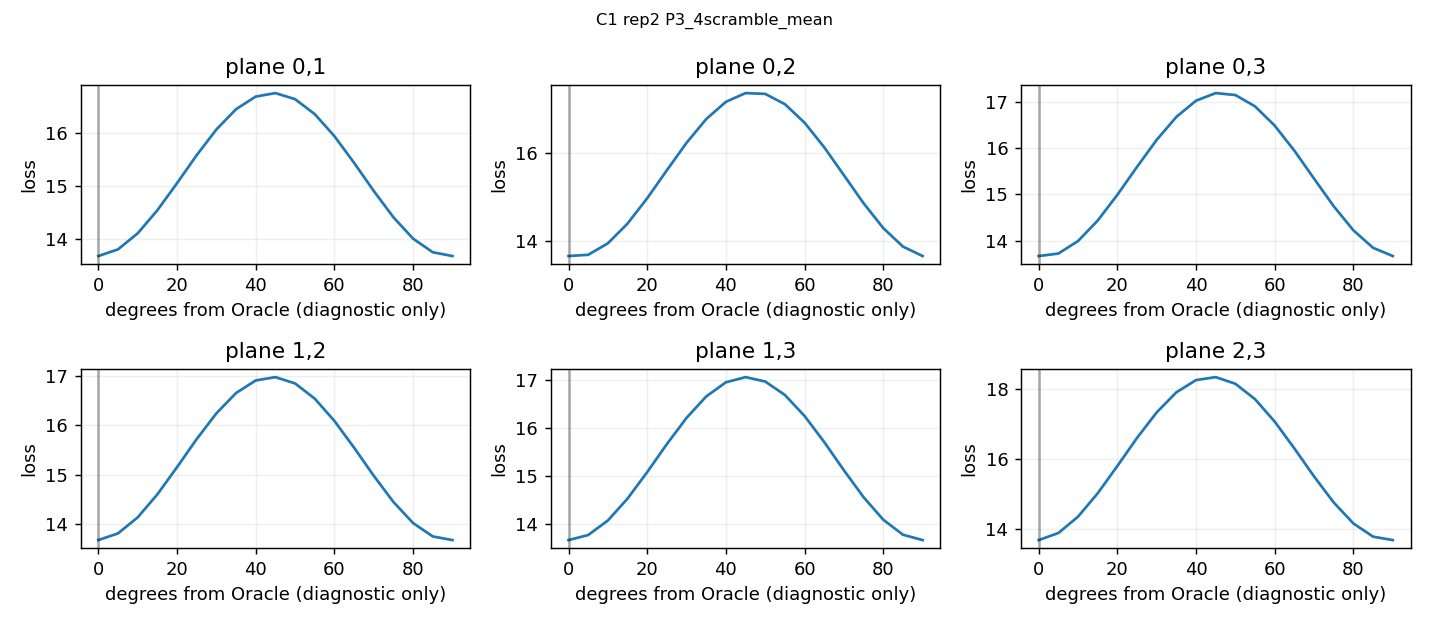 C1 rep2 P3_4scramble_mean
plane 0,1
plane 0,2
plane 0,3
16
15
14
16
14
17
16
15
14
loss
loss
loss
0 20 40 60 80
0 20 40 60 80
0 20 40 60 80
degrees from Oracle (diagnostic only)
degrees from Oracle (diagnostic only)
degrees from Oracle (diagnostic only)
plane 1,2
plane 1,3
plane 2,3
17
16
15
14
17
16
15
14
18
16
14
loss
loss
loss
0 20 40 60 80
0 20 40 60 80
0 20 40 60 80
degrees from Oracle (diagnostic only)
degrees from Oracle (diagnostic only)
degrees from Oracle (diagnostic only)